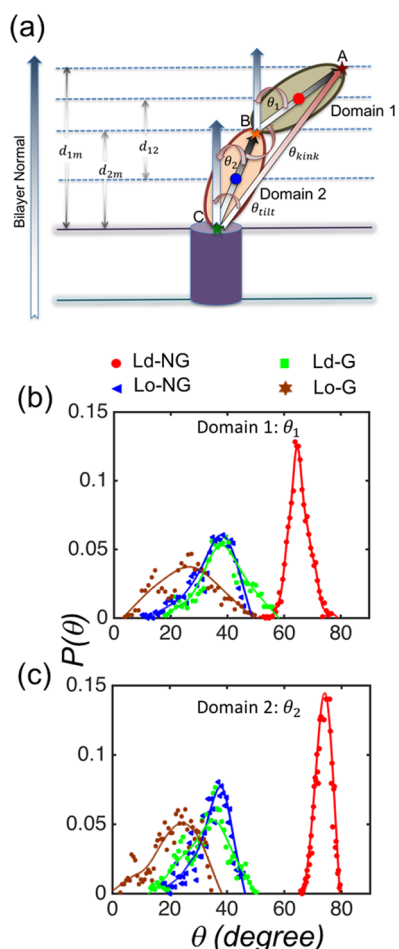 (a)
A
θ₁
Domain 1
B
d₁ₘ
d₁₂
d₂ₘ
θ₂
θₖᵢₙₖ
Domain 2
C
θₜᵢₗₜ
Bilayer Normal
Ld-NG
Ld-G
Lo-NG
Lo-G
(b)
0.15
Domain 1: θ₁
0.1
0.05
0
0 20 40 60 80
P(θ)
(c)
0.15
Domain 2: θ₂
0.1
0.05
0
0 20 40 60 80
θ (degree)